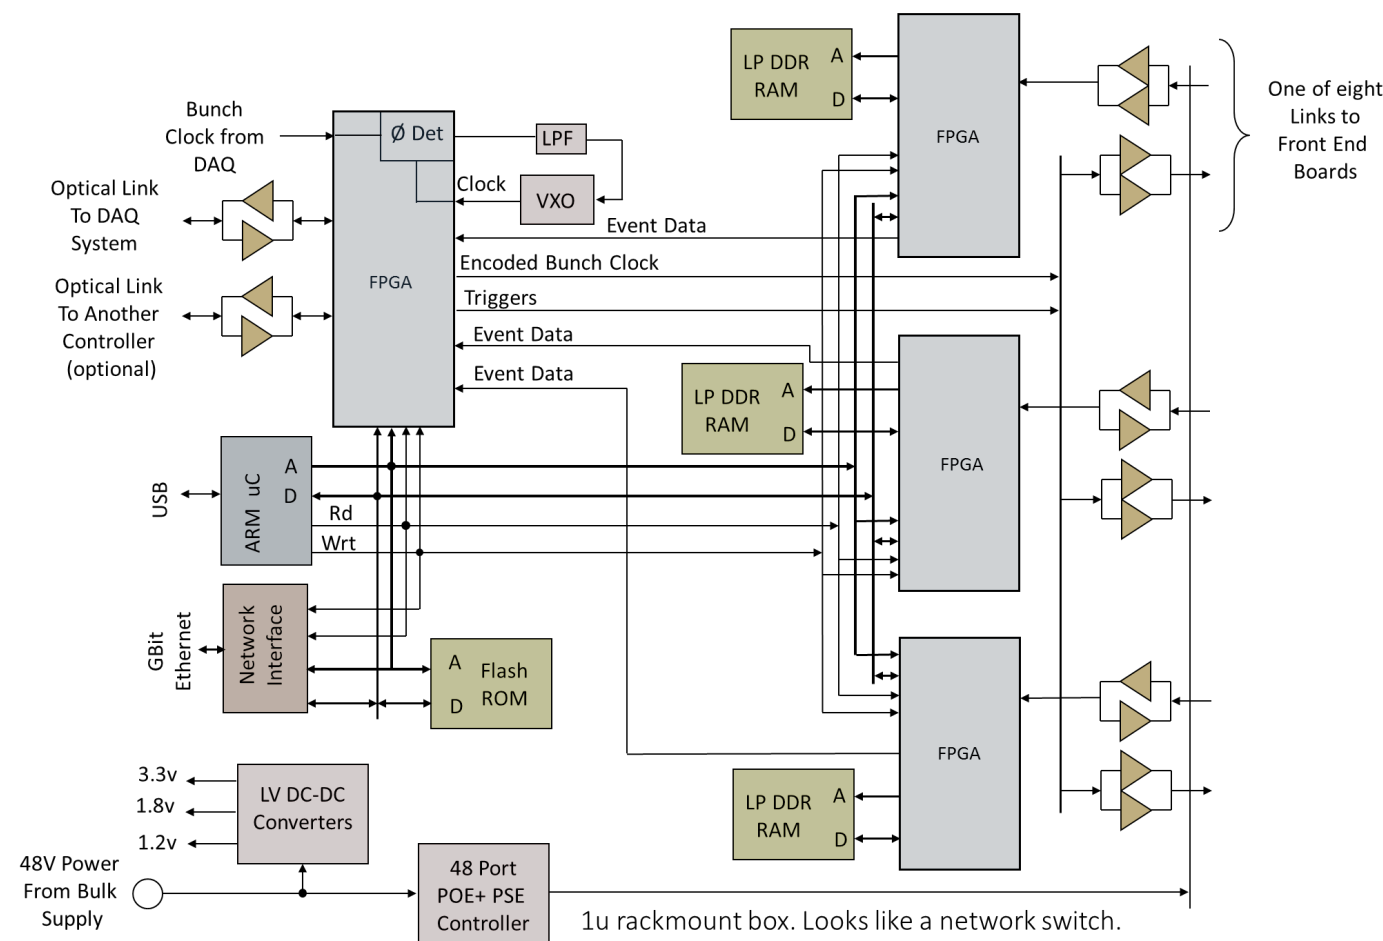 LP DDR
RAM
A
D
FPGA
One of eight
Links to
Front End
Boards
Bunch
Clock from
DAQ
Ø Det
LPF
Clock
VXO
Optical Link
To DAQ
System
Event Data
Encoded Bunch Clock
FPGA
Triggers
Optical Link
To Another
Controller
(optional)
Event Data
Event Data
LP DDR
RAM
A
D
FPGA
USB
ARM uC
A
D
Rd
Wrt
GBit
Ethernet
Network
Interface
A
D
Flash
ROM
FPGA
LP DDR
RAM
A
D
3.3v
1.8v
1.2v
LV DC-DC
Converters
48V Power
From Bulk
Supply
48 Port
POE+ PSE
Controller
1u rackmount box. Looks like a network switch.